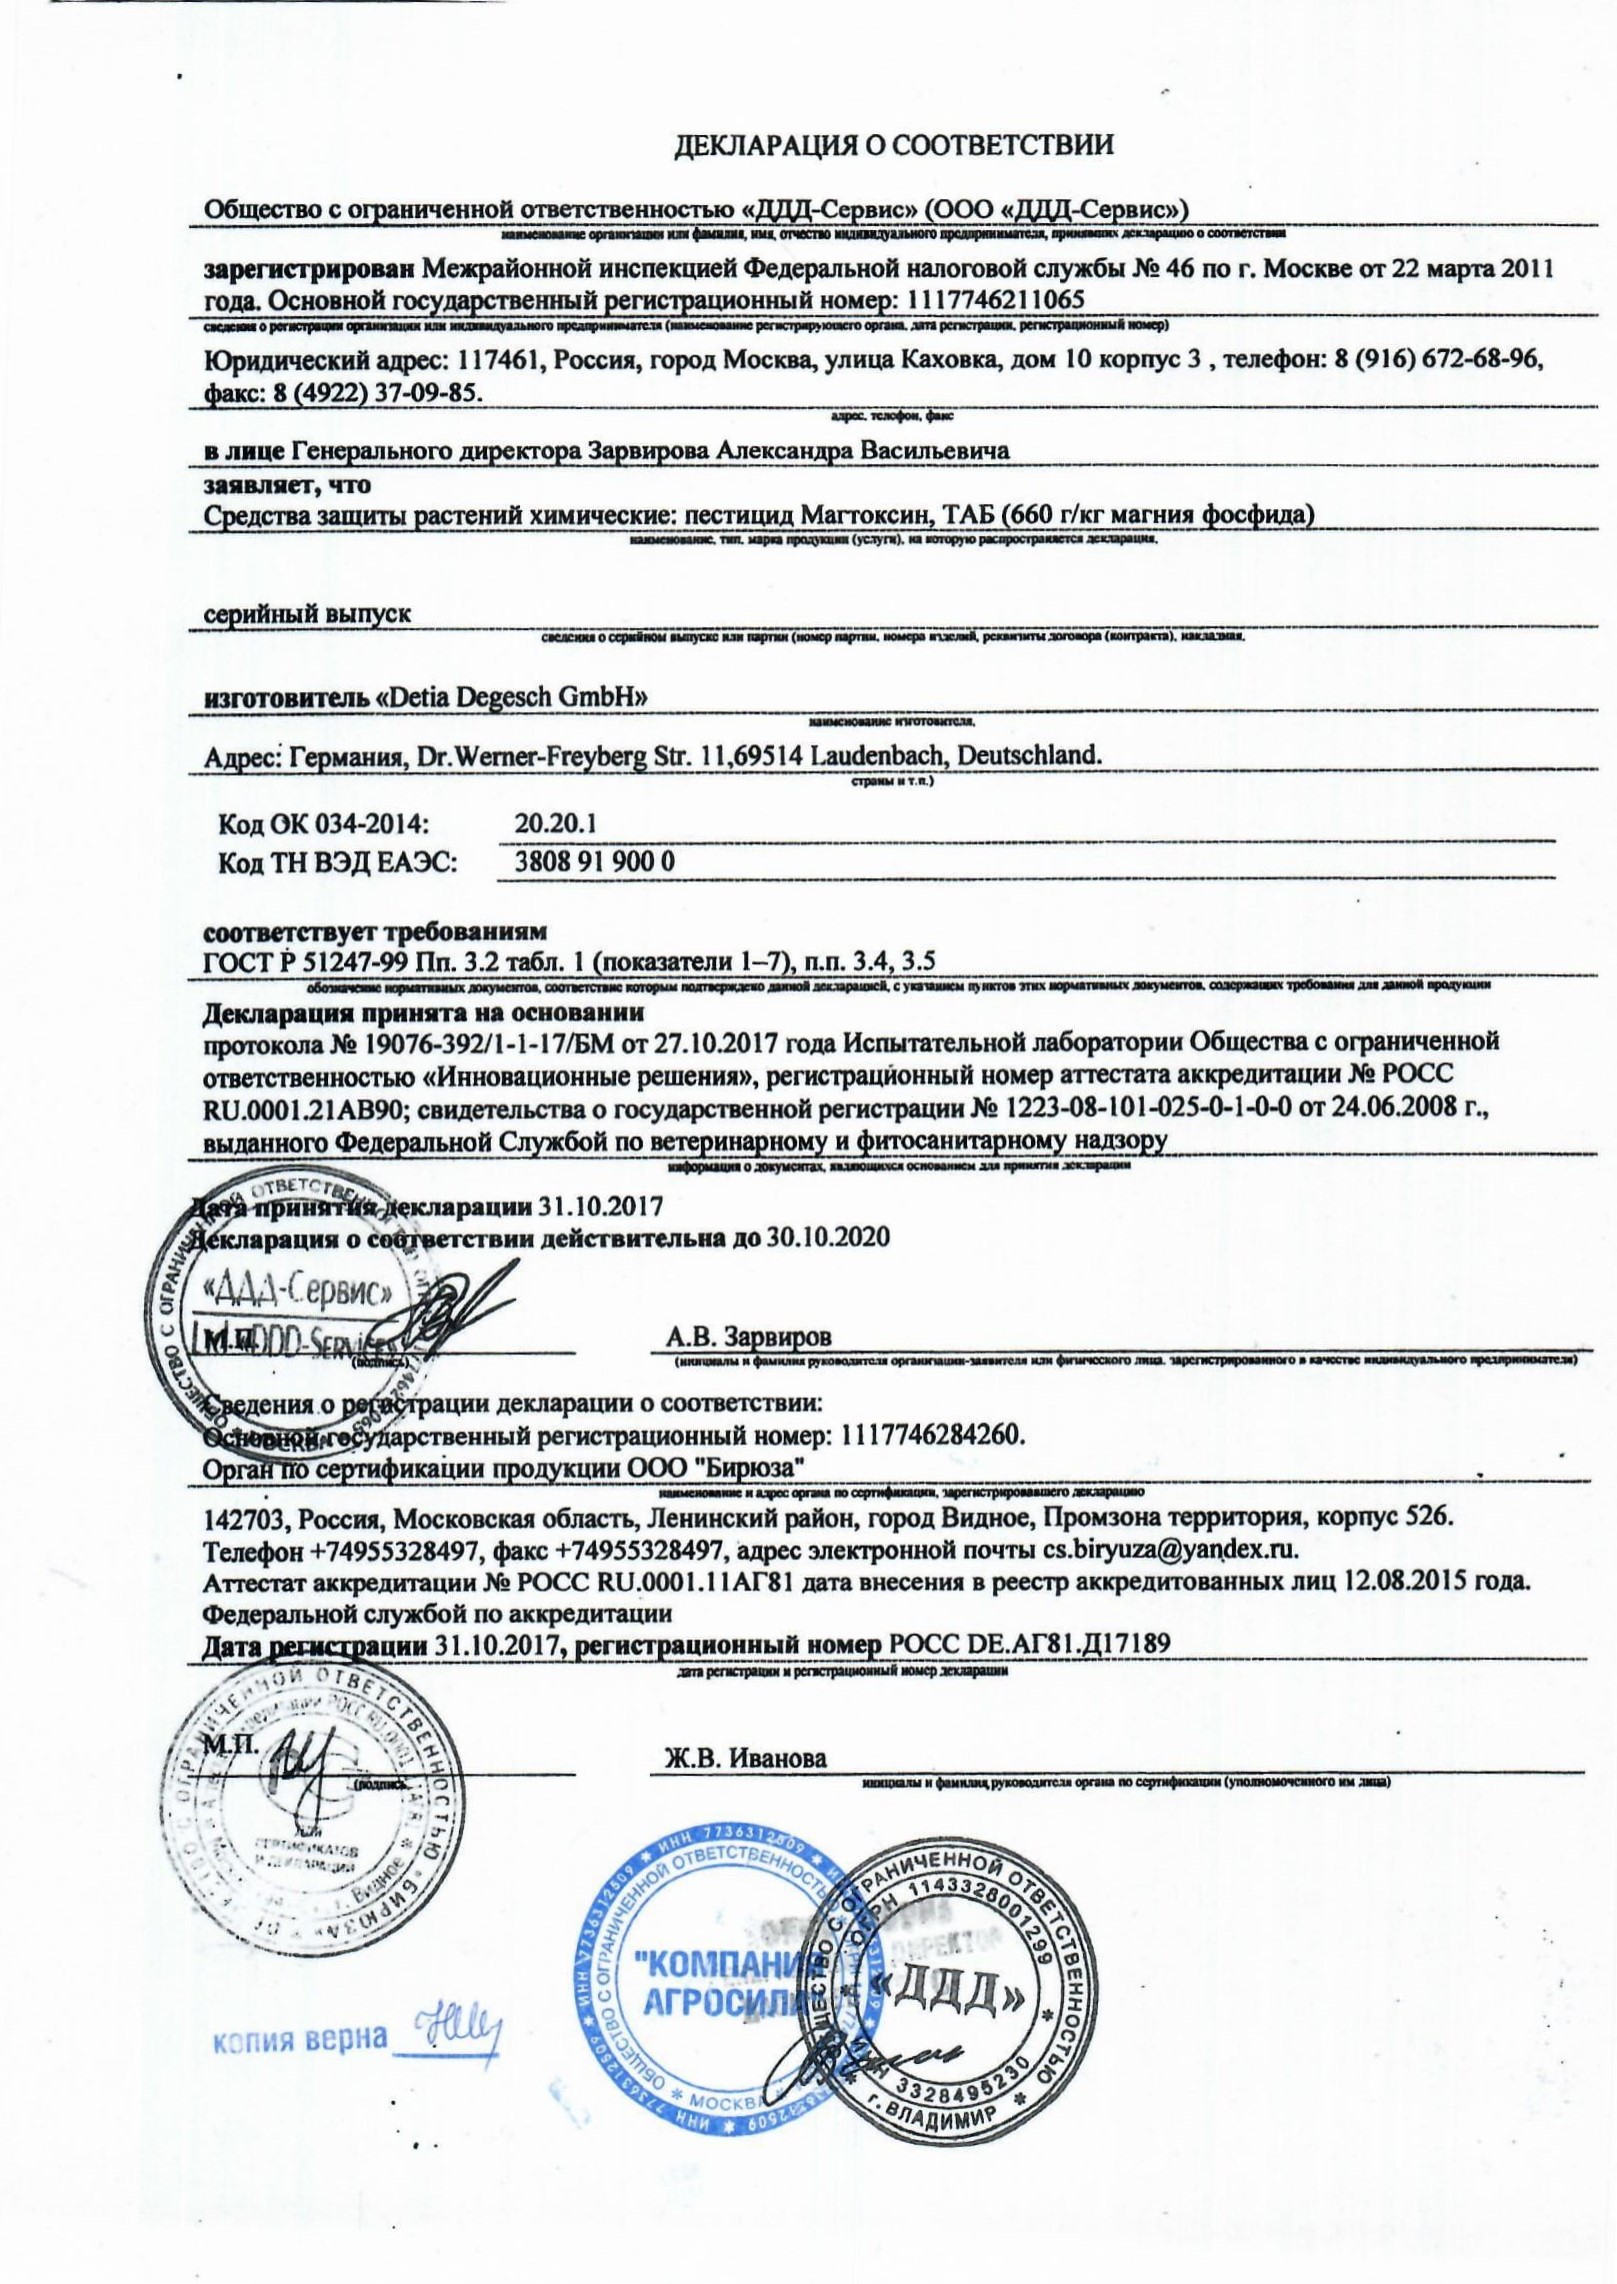 ДЕКЛАРАЦИЯ О СООТВЕТСТВИИ
Общество с ограниченной ответственностью «ДДД-Сервис» (ООО «ДДД-Сервис»)
наименование организации или фамилия, имя, отчество индивидуального предпринимателя, принявших декларацию о соответствии
зарегистрирован Межрайонной инспекцией Федеральной налоговой службы № 46 по г. Москве от 22 марта 2011
года. Основной государственный регистрационный номер: 1117746211065
сведения о регистрации организации или индивидуального предпринимателя (наименование регистрирующего органа, дата регистрации, регистрационный номер)
Юридический адрес: 117461, Россия, город Москва, улица Каховка, дом 10 корпус 3 , телефон: 8 (916) 672-68-96,
факс: 8 (4922) 37-09-85.
адрес, телефон, факс
в лице Генерального директора Зарвирова Александра Васильевича
заявляет, что
Средства защиты растений химические: пестицид Магтоксин, ТАБ (660 г/кг магния фосфида)
наименование, тип, марка продукции (услуги), на которую распространяется декларация,
серийный выпуск
сведения о серийном выпуске или партии (номер партии, номера изделий, реквизиты договора (контракта), накладная,
изготовитель «Detia Degesch GmbH»
наименование изготовителя,
Адрес: Германия, Dr.Werner-Freyberg Str. 11,69514 Laudenbach, Deutschland.
страны и т.п.)
Код ОК 034-2014: 20.20.1
Код ТН ВЭД ЕАЭС: 3808 91 900 0
соответствует требованиям
ГОСТ Р 51247-99 Пп. 3.2 табл. 1 (показатели 1–7), п.п. 3.4, 3.5
обозначение нормативных документов, соответствие которым подтверждено данной декларацией, с указанием пунктов этих нормативных документов, содержащих требования для данной продукции
Декларация принята на основании
протокола № 19076-392/1-1-17/БМ от 27.10.2017 года Испытательной лаборатории Общества с ограниченной
ответственностью «Инновационные решения», регистрационный номер аттестата аккредитации № РОСС
RU.0001.21АВ90; свидетельства о государственной регистрации № 1223-08-101-025-0-1-0-0 от 24.06.2008 г.,
выданного Федеральной Службой по ветеринарному и фитосанитарному надзору
информация о документах, являющихся основанием для принятия декларации
Дата принятия декларации 31.10.2017
Декларация о соответствии действительна до 30.10.2020
«ДДД-Сервис»
М.П.
(подпись)
А.В. Зарвиров
(инициалы и фамилия руководителя организации-заявителя или физического лица, зарегистрированного в качестве индивидуального предпринимателя)
Сведения о регистрации декларации о соответствии:
Основной государственный регистрационный номер: 1117746284260.
Орган по сертификации продукции ООО "Бирюза"
наименование и адрес органа по сертификации, зарегистрировавшего декларацию
142703, Россия, Московская область, Ленинский район, город Видное, Промзона территория, корпус 526.
Телефон +74955328497, факс +74955328497, адрес электронной почты cs.biryuza@yandex.ru.
Аттестат аккредитации № РОСС RU.0001.11АГ81 дата внесения в реестр аккредитованных лиц 12.08.2015 года.
Федеральной службой по аккредитации
Дата регистрации 31.10.2017, регистрационный номер РОСС DE.АГ81.Д17189
дата регистрации и регистрационный номер декларации
М.П.
(подпись,
Ж.В. Иванова
инициалы и фамилия руководителя органа по сертификации (уполномоченного им лица)
ИНН 7736312509
ОБЩЕСТВО С ОГРАНИЧЕННОЙ ОТВЕТСТВЕННОСТЬЮ
"КОМПАНИЯ
МОСКВА
ОГРН 1143328001299
«ДДД»
ИНН 3328495230
г. ВЛАДИМИР
копия верна